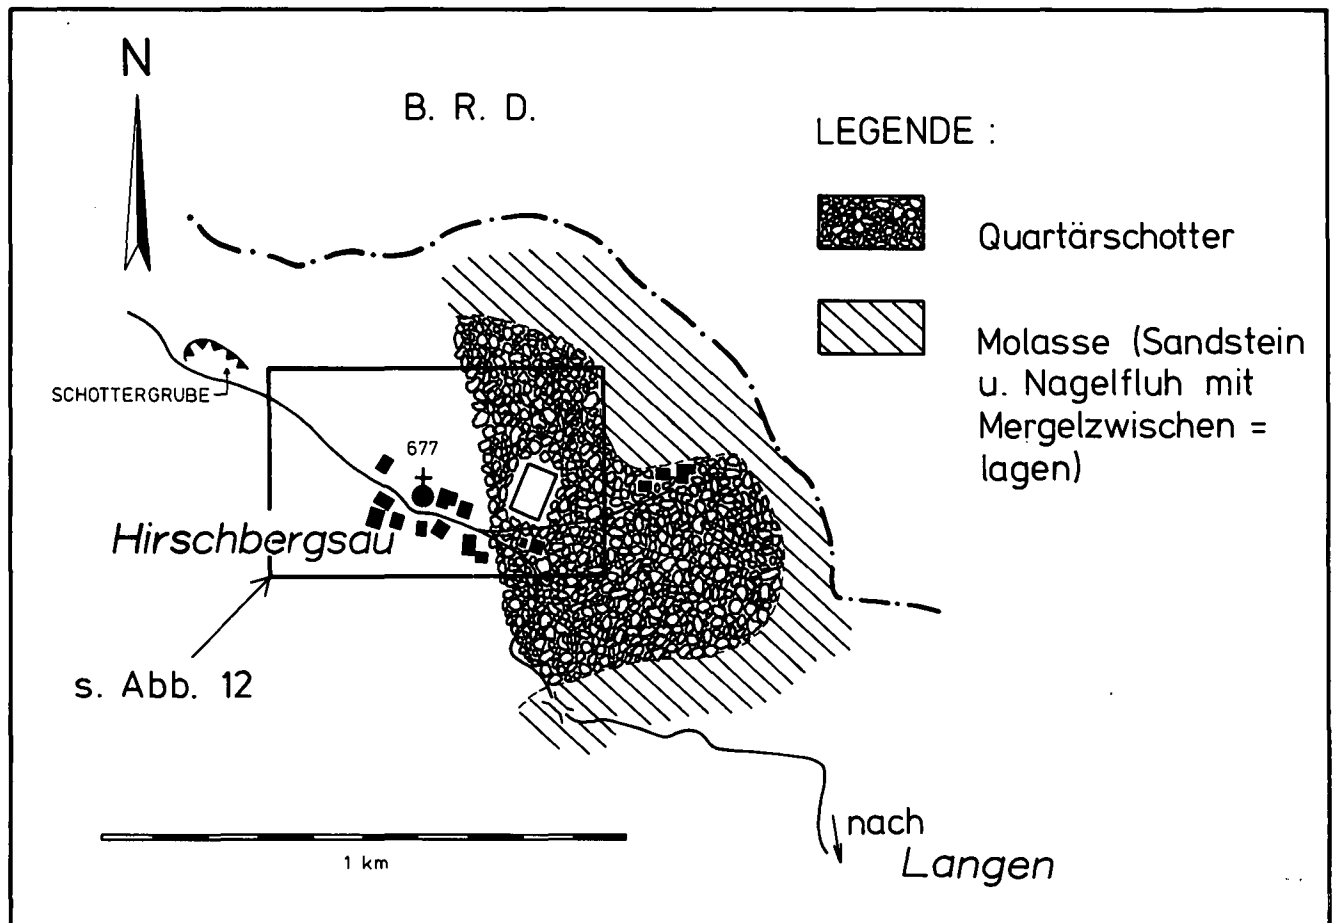 N
B. R. D.
LEGENDE :
Quartärschotter
Molasse (Sandstein
u. Nagelfluh mit
Mergelzwischen =
lagen)
SCHOTTERGRUBE
677
Hirschbergsau
s. Abb. 12
1 km
nach
Langen